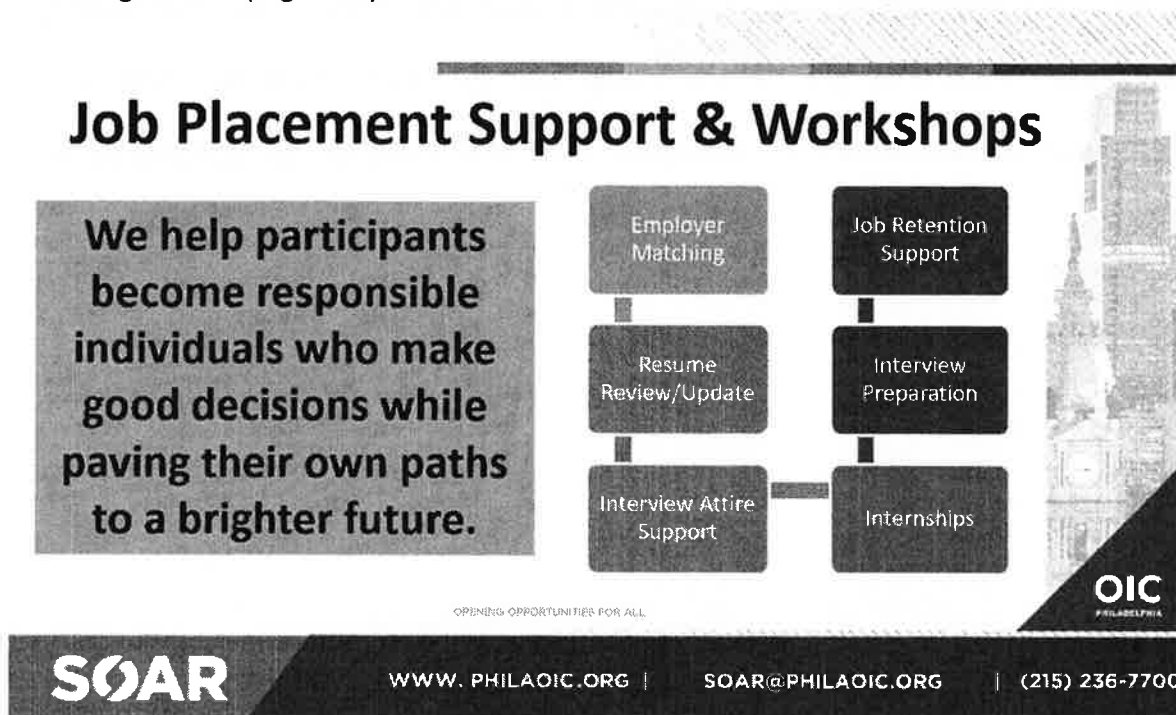 Job Placement Support & Workshops
We help participants
become responsible
individuals who make
good decisions while
paving their own paths
to a brighter future.
Employer
Matching
Resume
Review/Update
Interview Attire
Support
Internships
Interview
Preparation
Job Retention
Support
OPENING OPPORTUNITIES FOR ALL
OIC
PHILADELPHIA
SOAR
WWW. PHILAOIC.ORG |
SOAR@PHILAOIC.ORG
| (215) 236-7700